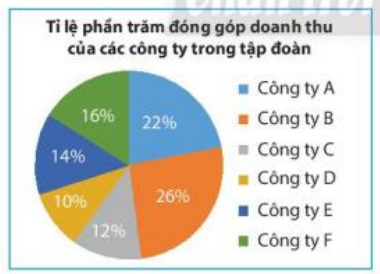 Tỉ lệ phần trăm đóng góp doanh thu
của các công ty trong tập đoàn
22%
26%
12%
10%
14%
16%
Công ty A
Công ty B
Công ty C
Công ty D
Công ty E
Công ty F